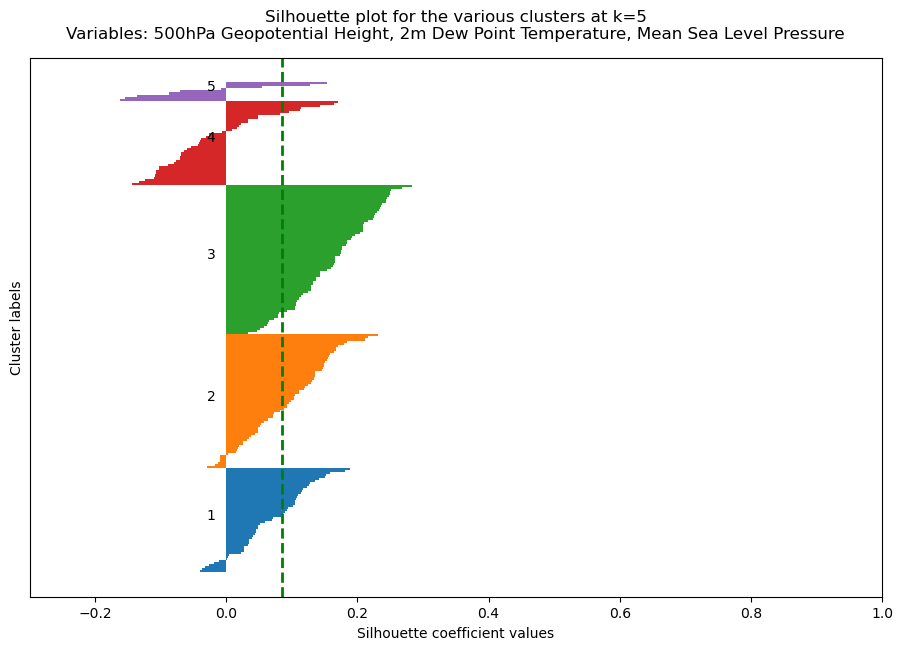 Silhouette plot for the various clusters at k=5
Variables: 500hPa Geopotential Height, 2m Dew Point Temperature, Mean Sea Level Pressure
5
4
3
2
1
Cluster labels
−0.2 0.0 0.2 0.4 0.6 0.8 1.0
Silhouette coefficient values